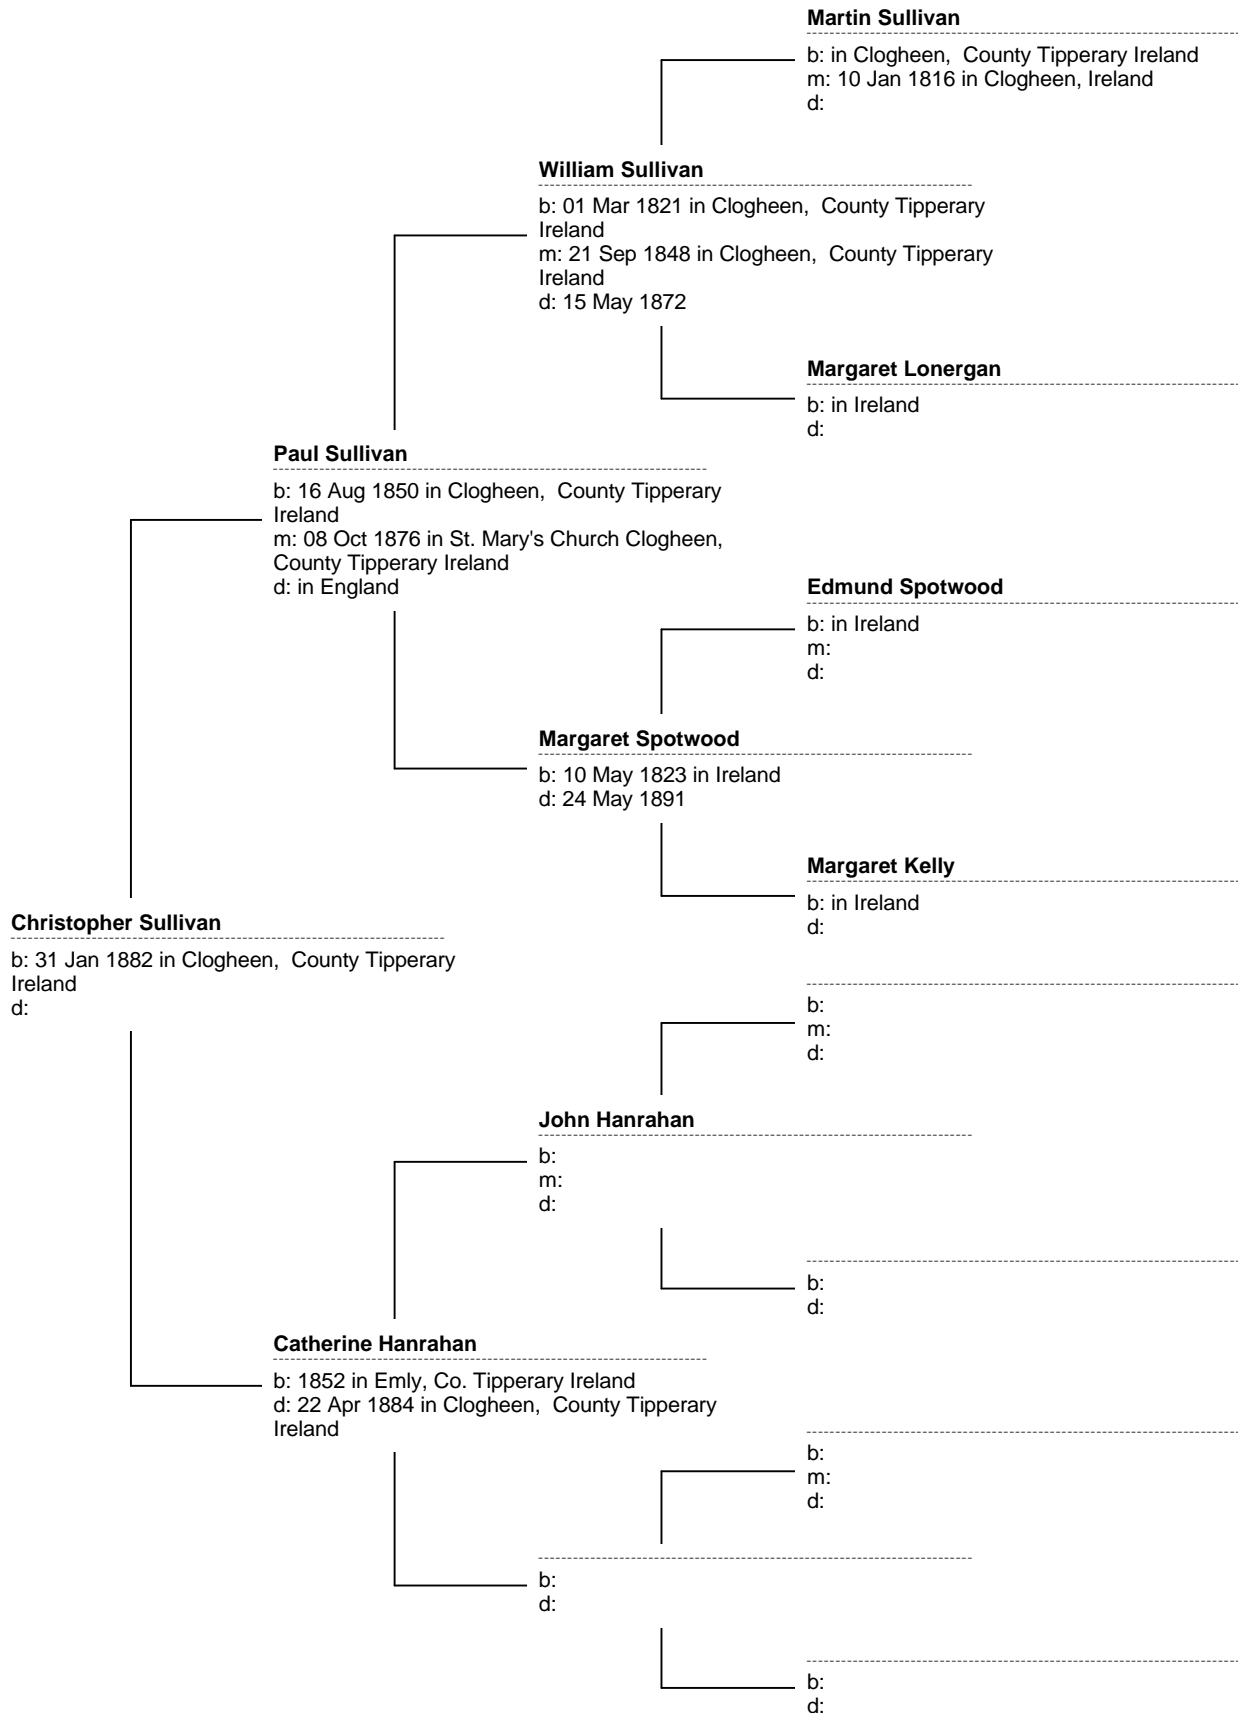 Martin Sullivan
b: in Clogheen,  County Tipperary Ireland
m: 10 Jan 1816 in Clogheen, Ireland
d:
William Sullivan
b: 01 Mar 1821 in Clogheen,  County Tipperary
Ireland
m: 21 Sep 1848 in Clogheen,  County Tipperary
Ireland
d: 15 May 1872
Margaret Lonergan
b: in Ireland
d:
Paul Sullivan
b: 16 Aug 1850 in Clogheen,  County Tipperary
Ireland
m: 08 Oct 1876 in St. Mary's Church Clogheen,
County Tipperary Ireland
d: in England
Edmund Spotwood
b: in Ireland
m:
d:
Margaret Spotwood
b: 10 May 1823 in Ireland
d: 24 May 1891
Margaret Kelly
b: in Ireland
d:
Christopher Sullivan
b: 31 Jan 1882 in Clogheen,  County Tipperary
Ireland
d:
b:
m:
d:
John Hanrahan
b:
m:
d:
b:
d:
Catherine Hanrahan
b: 1852 in Emly, Co. Tipperary Ireland
d: 22 Apr 1884 in Clogheen,  County Tipperary
Ireland
b:
m:
d:
b:
d:
b:
d: